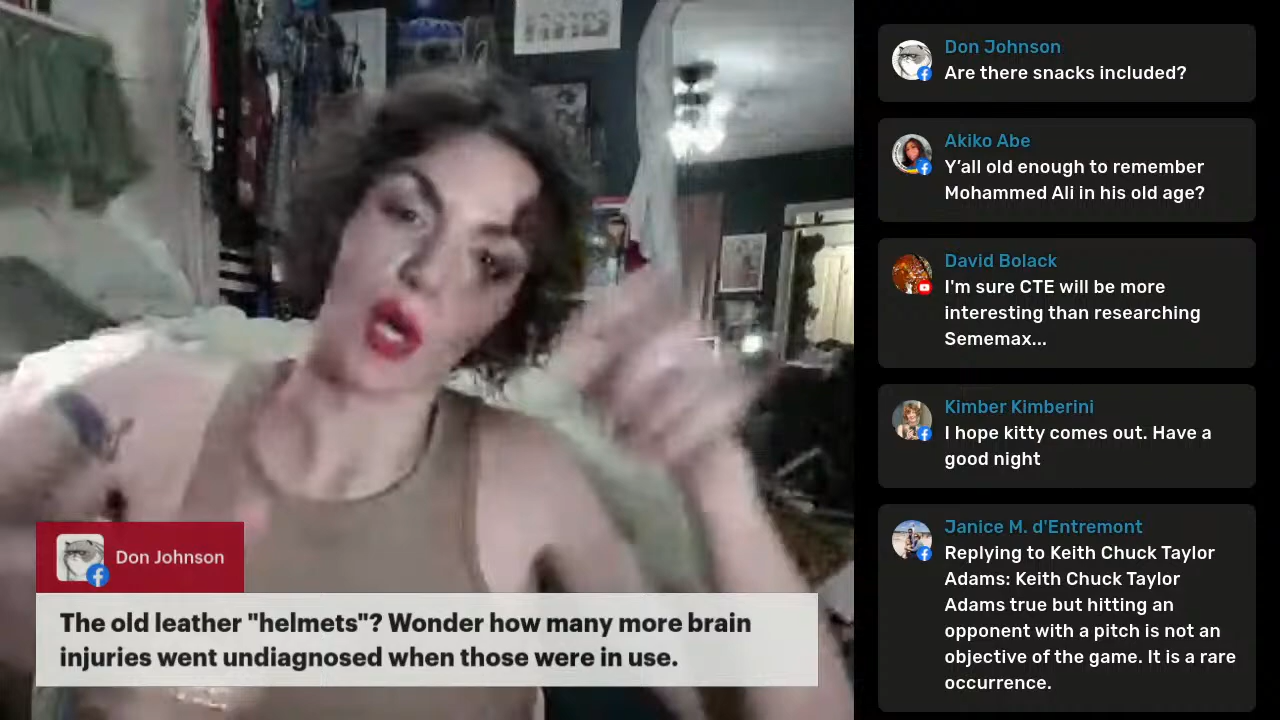 Don Johnson
The old leather "helmets"? Wonder how many more brain
injuries went undiagnosed when those were in use.
Don Johnson
Are there snacks included?
Akiko Abe
Y’all old enough to remember
Mohammed Ali in his old age?
David Bolack
I'm sure CTE will be more
interesting than researching
Sememax...
Kimber Kimberini
I hope kitty comes out. Have a
good night
Janice M. d'Entremont
Replying to Keith Chuck Taylor
Adams: Keith Chuck Taylor
Adams true but hitting an
opponent with a pitch is not an
objective of the game. It is a rare
occurrence.